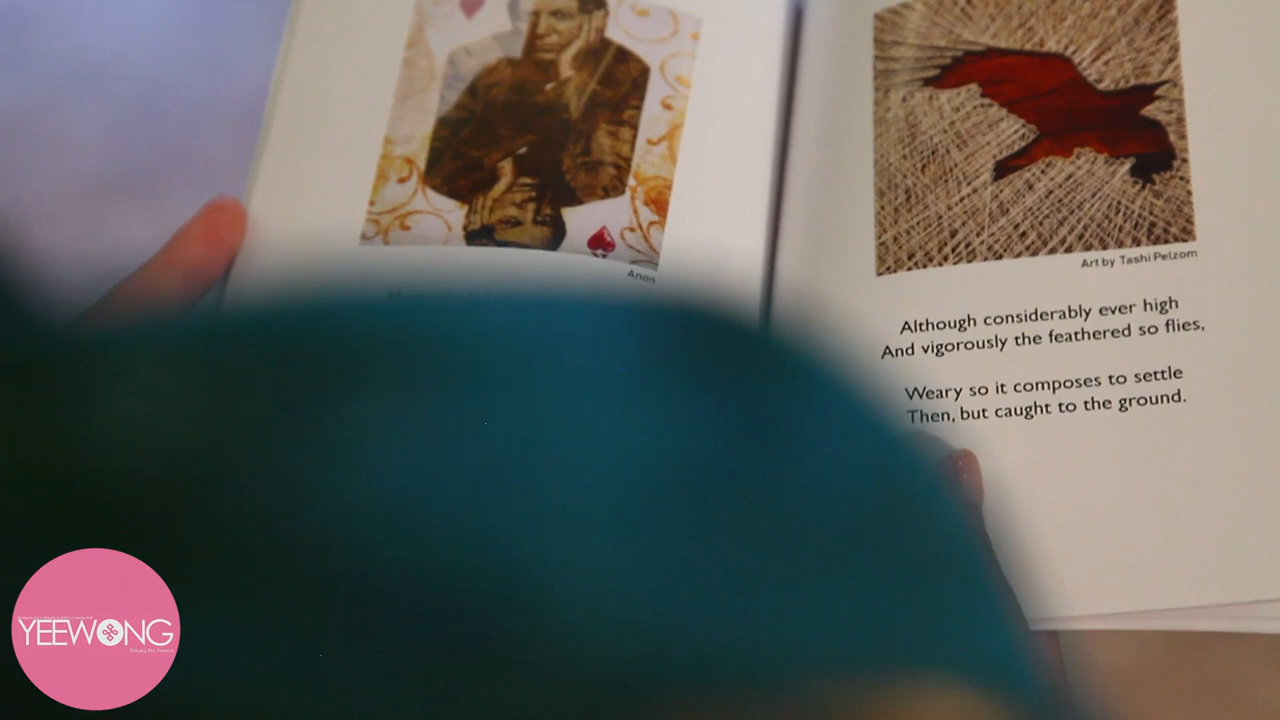 Anon
Art by Tashi Pelzom
Although considerably ever high
And vigorously the feathered so flies,
Weary so it composes to settle
Then, but caught to the ground.
YEEWONG